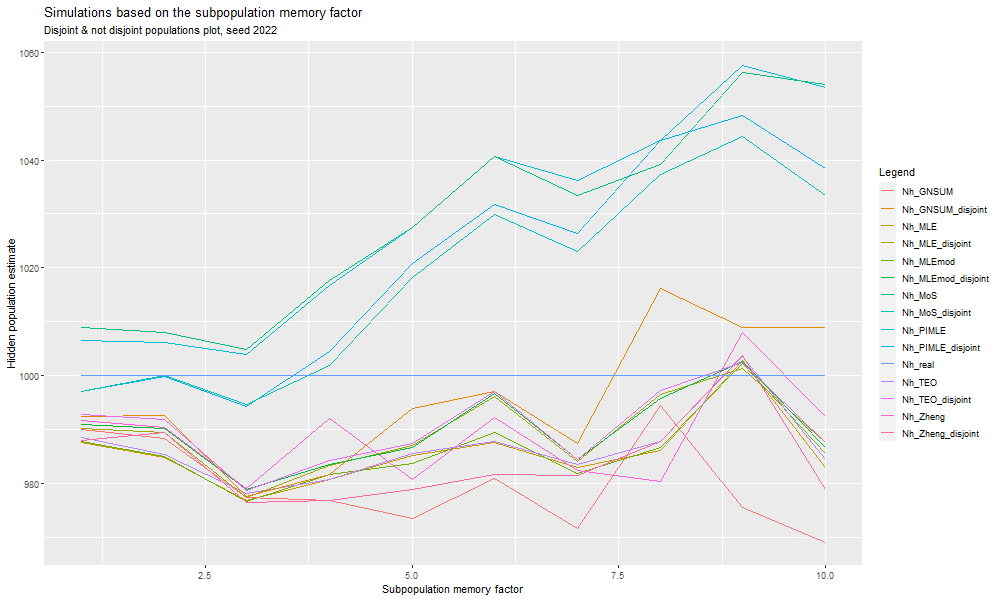 Simulations based on the subpopulation memory factor
Disjoint & not disjoint populations plot, seed 2022
1060
1040
1020
1000
980
Hidden population estimate
2.5
5.0
7.5
10.0
Subpopulation memory factor
Legend
Nh_GNSUM
Nh_GNSUM_disjoint
Nh_MLE
Nh_MLE_disjoint
Nh_MLEmod
Nh_MLEmod_disjoint
Nh_MoS
Nh_MoS_disjoint
Nh_PIMLE
Nh_PIMLE_disjoint
Nh_real
Nh_TEO
Nh_TEO_disjoint
Nh_Zheng
Nh_Zheng_disjoint